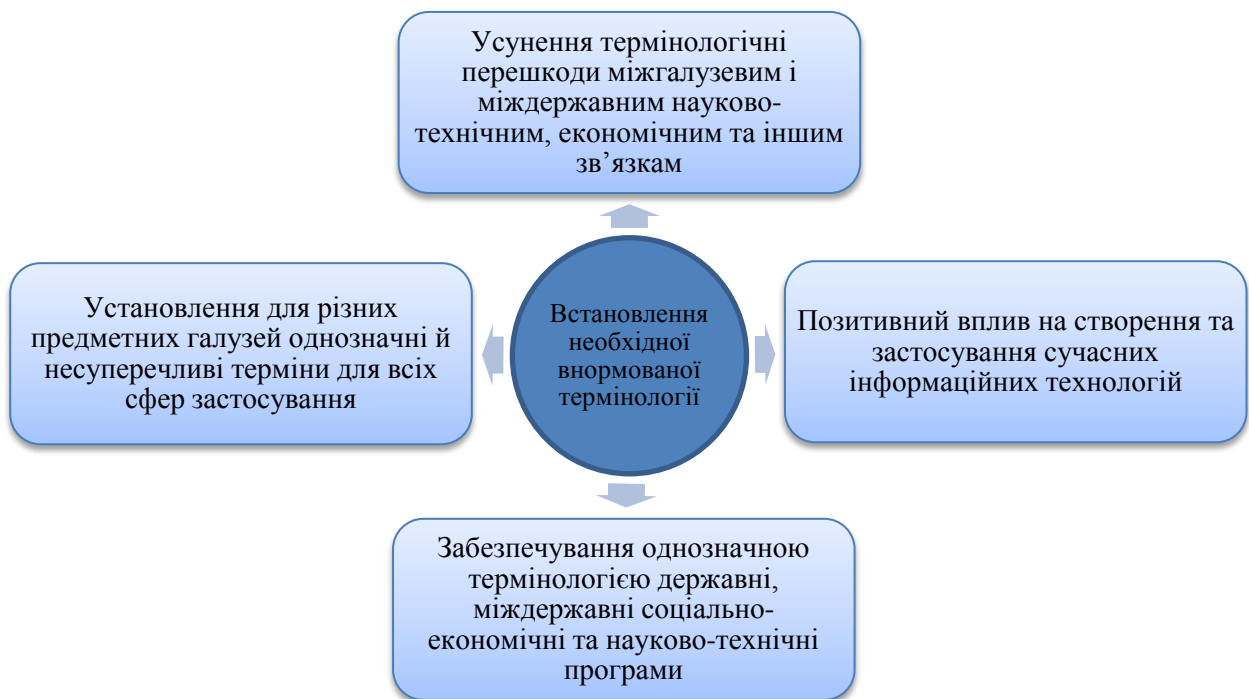 Усунення термінологічні
перешкоди міжгалузевим і
міждержавним науково-
технічним, економічним та іншим
зв’язкам
Установлення для різних
предметних галузей однозначні й
несуперечливі терміни для всіх
сфер застосування
Встановлення
необхідної
внормованої
термінології
Позитивний вплив на створення та
застосування сучасних
інформаційних технологій
Забезпечування однозначною
термінологією державні,
міждержавні соціально-
економічні та науково-технічні
програми